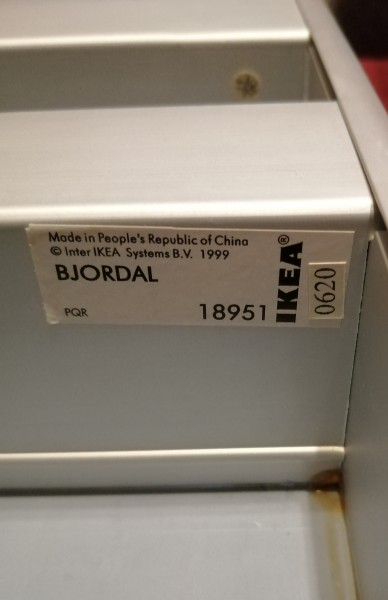 Made in People's Republic of China
© Inter IKEA Systems B.V. 1999
BJORDAL
PQR
18951
IKEA®
0620